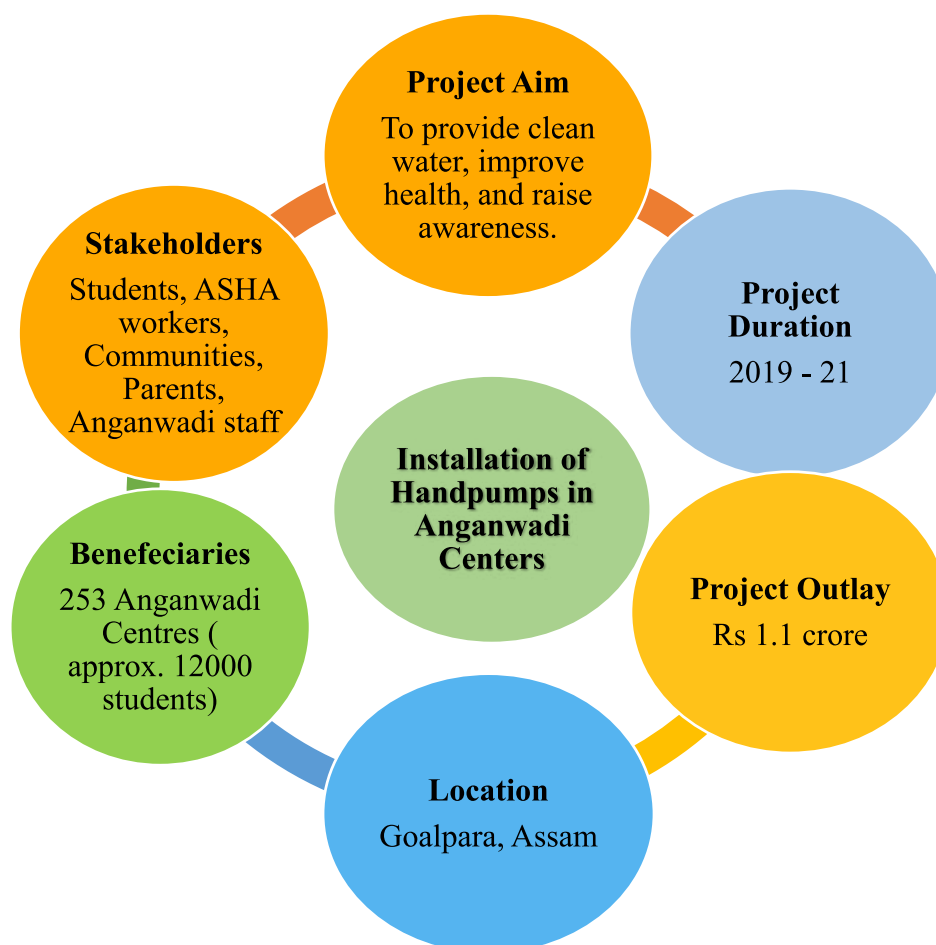 Project Aim
To provide clean
water, improve
health, and raise
awareness.
Project
Duration
2019 - 21
Project Outlay
Rs 1.1 crore
Location
Goalpara, Assam
Benefeciaries
253 Anganwadi
Centres (
approx. 12000
students)
Stakeholders
Students, ASHA
workers,
Communities,
Parents,
Anganwadi staff
Installation of
Handpumps in
Anganwadi
Centers